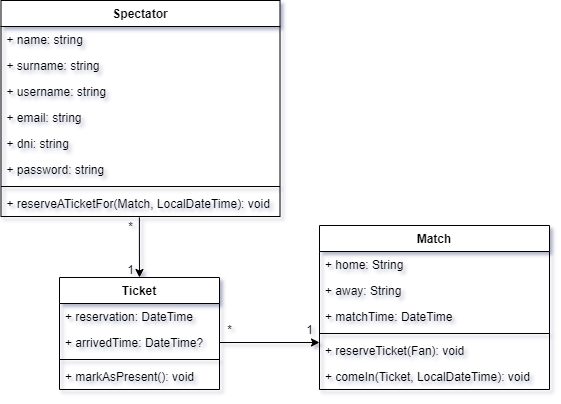 Spectator
+ name: string
+ surname: string
+ username: string
+ email: string
+ dni: string
+ password: string
+ reserveATicketFor(Match, LocalDateTime): void
*
1
Ticket
+ reservation: DateTime
+ arrivedTime: DateTime?
+ markAsPresent(): void
*
1
Match
+ home: String
+ away: String
+ matchTime: DateTime
+ reserveTicket(Fan): void
+ comeIn(Ticket, LocalDateTime): void